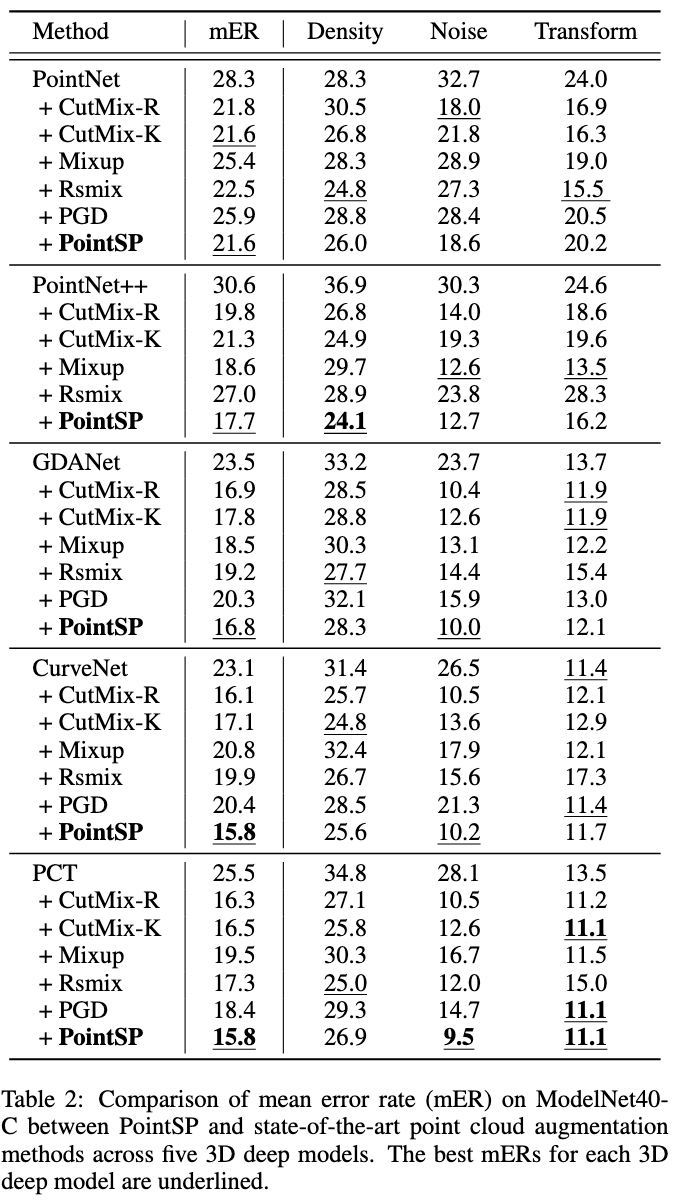 Method mER Density Noise Transform
PointNet 28.3 28.3 32.7 24.0
+ CutMix-R 21.8 30.5 18.0 16.9
+ CutMix-K 21.6 26.8 21.8 16.3
+ Mixup 25.4 28.3 28.9 19.0
+ Rsmix 22.5 24.8 27.3 15.5
+ PGD 25.9 28.8 28.4 20.5
+ PointSP 21.6 26.0 18.6 20.2
PointNet++ 30.6 36.9 30.3 24.6
+ CutMix-R 19.8 26.8 14.0 18.6
+ CutMix-K 21.3 24.9 19.3 19.6
+ Mixup 18.6 29.7 12.6 13.5
+ Rsmix 27.0 28.9 23.8 28.3
+ PointSP 17.7 24.1 12.7 16.2
GDANet 23.5 33.2 23.7 13.7
+ CutMix-R 16.9 28.5 10.4 11.9
+ CutMix-K 17.8 28.8 12.6 11.9
+ Mixup 18.5 30.3 13.1 12.2
+ Rsmix 19.2 27.7 14.4 15.4
+ PGD 20.3 32.1 15.9 13.0
+ PointSP 16.8 28.3 10.0 12.1
CurveNet 23.1 31.4 26.5 11.4
+ CutMix-R 16.1 25.7 10.5 12.1
+ CutMix-K 17.1 24.8 13.6 12.9
+ Mixup 20.8 32.4 17.9 12.1
+ Rsmix 19.9 26.7 15.6 17.3
+ PGD 20.4 28.5 21.3 11.4
+ PointSP 15.8 25.6 10.2 11.7
PCT 25.5 34.8 28.1 13.5
+ CutMix-R 16.3 27.1 10.5 11.2
+ CutMix-K 16.5 25.8 12.6 11.1
+ Mixup 19.5 30.3 16.7 11.5
+ Rsmix 17.3 25.0 12.0 15.0
+ PGD 18.4 29.3 14.7 11.1
+ PointSP 15.8 26.9 9.5 11.1
Table 2: Comparison of mean error rate (mER) on ModelNet40-
C between PointSP and state-of-the-art point cloud augmentation
methods across five 3D deep models. The best mERs for each 3D
deep model are underlined.